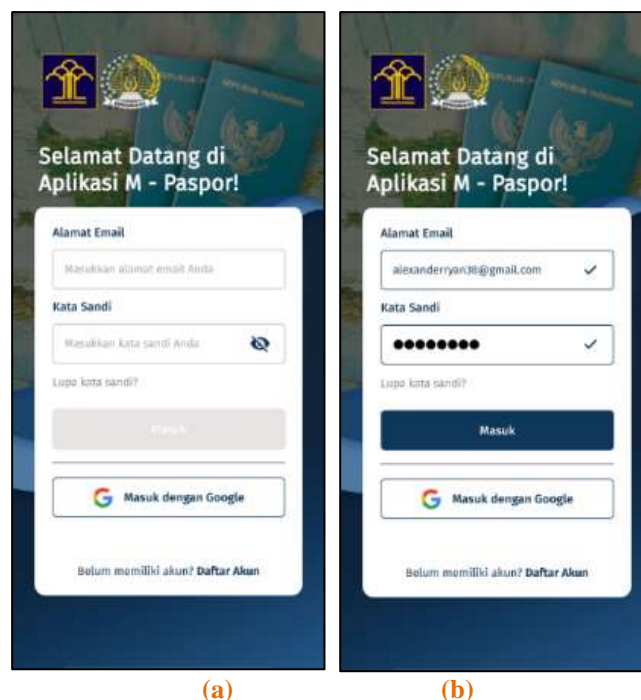 Selamat Datang di
Aplikasi M - Paspor!
Alamat Email
Masukkan alamat email Anda
Kata Sandi
Masukkan kata sandi Anda
Lupa kata sandi?
Masuk
Masuk dengan Google
Belum memiliki akun? Daftar Akun
(a)
Selamat Datang di
Aplikasi M - Paspor!
Alamat Email
alexanderryan38@gmail.com
Kata Sandi
●●●●●●●●
Lupa kata sandi?
Masuk
Masuk dengan Google
Belum memiliki akun? Daftar Akun
(b)